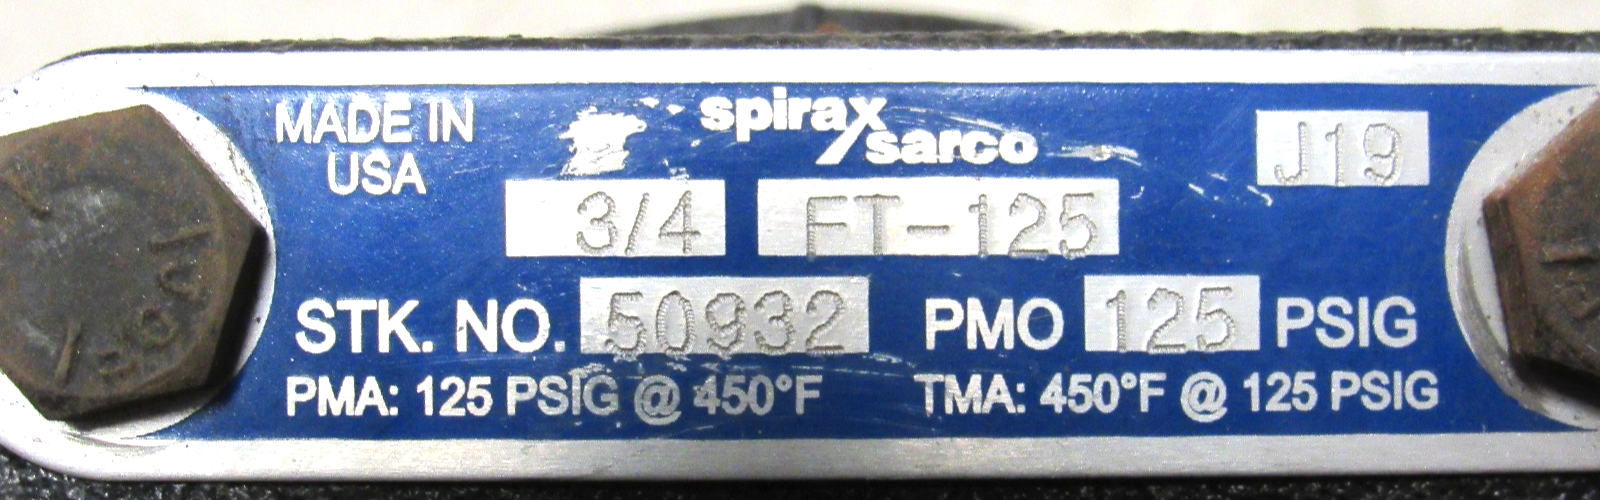 MADE IN
USA
spirax
sarco
J19
3/4
FT-125
STK. NO. 50932 PMO 125 PSIG
PMA: 125 PSIG @ 450°F
TMA: 450°F @ 125 PSIG